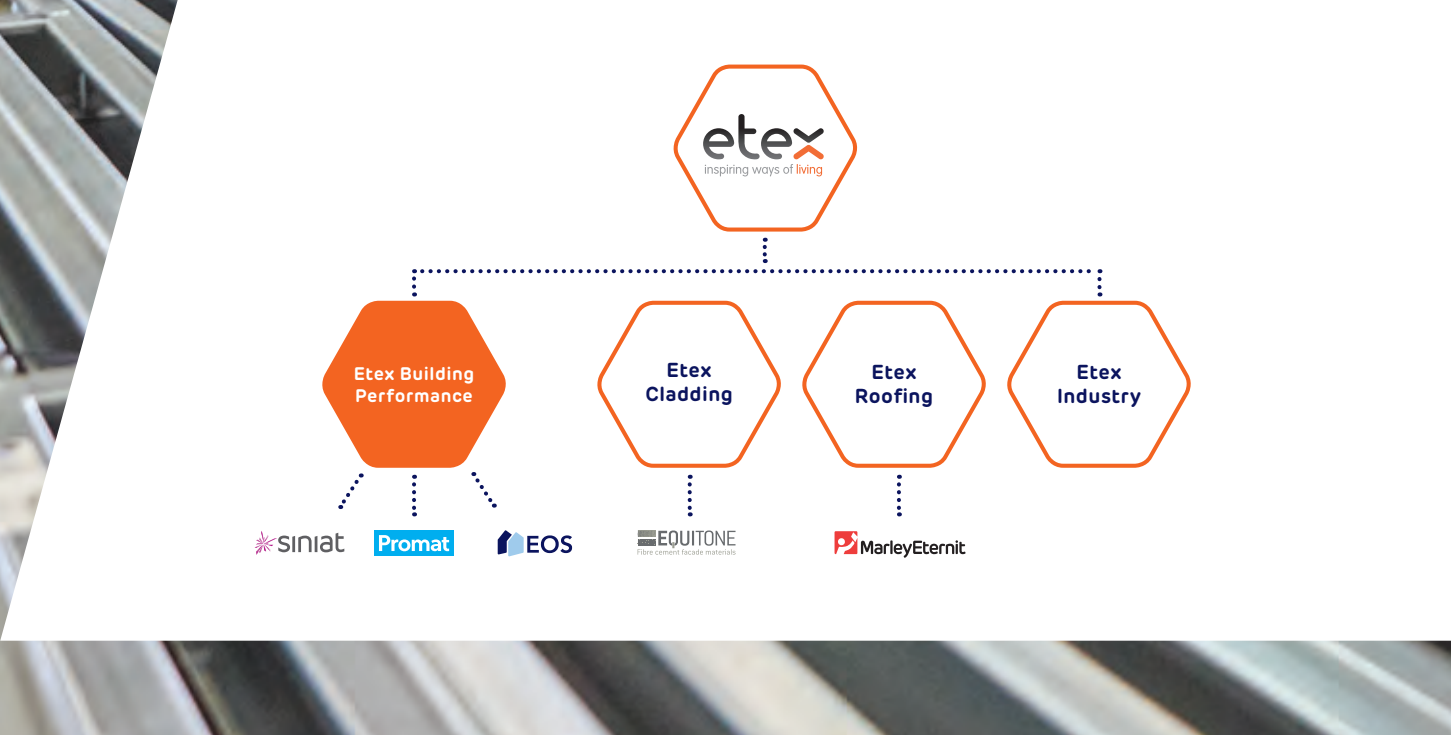 etex
inspiring ways of living
Etex Building
Performance
Etex
Cladding
Etex
Roofing
Etex
Industry
siniat
Promat
EOS
EQUITONE
Fibre cement facade materials
MarleyEternit